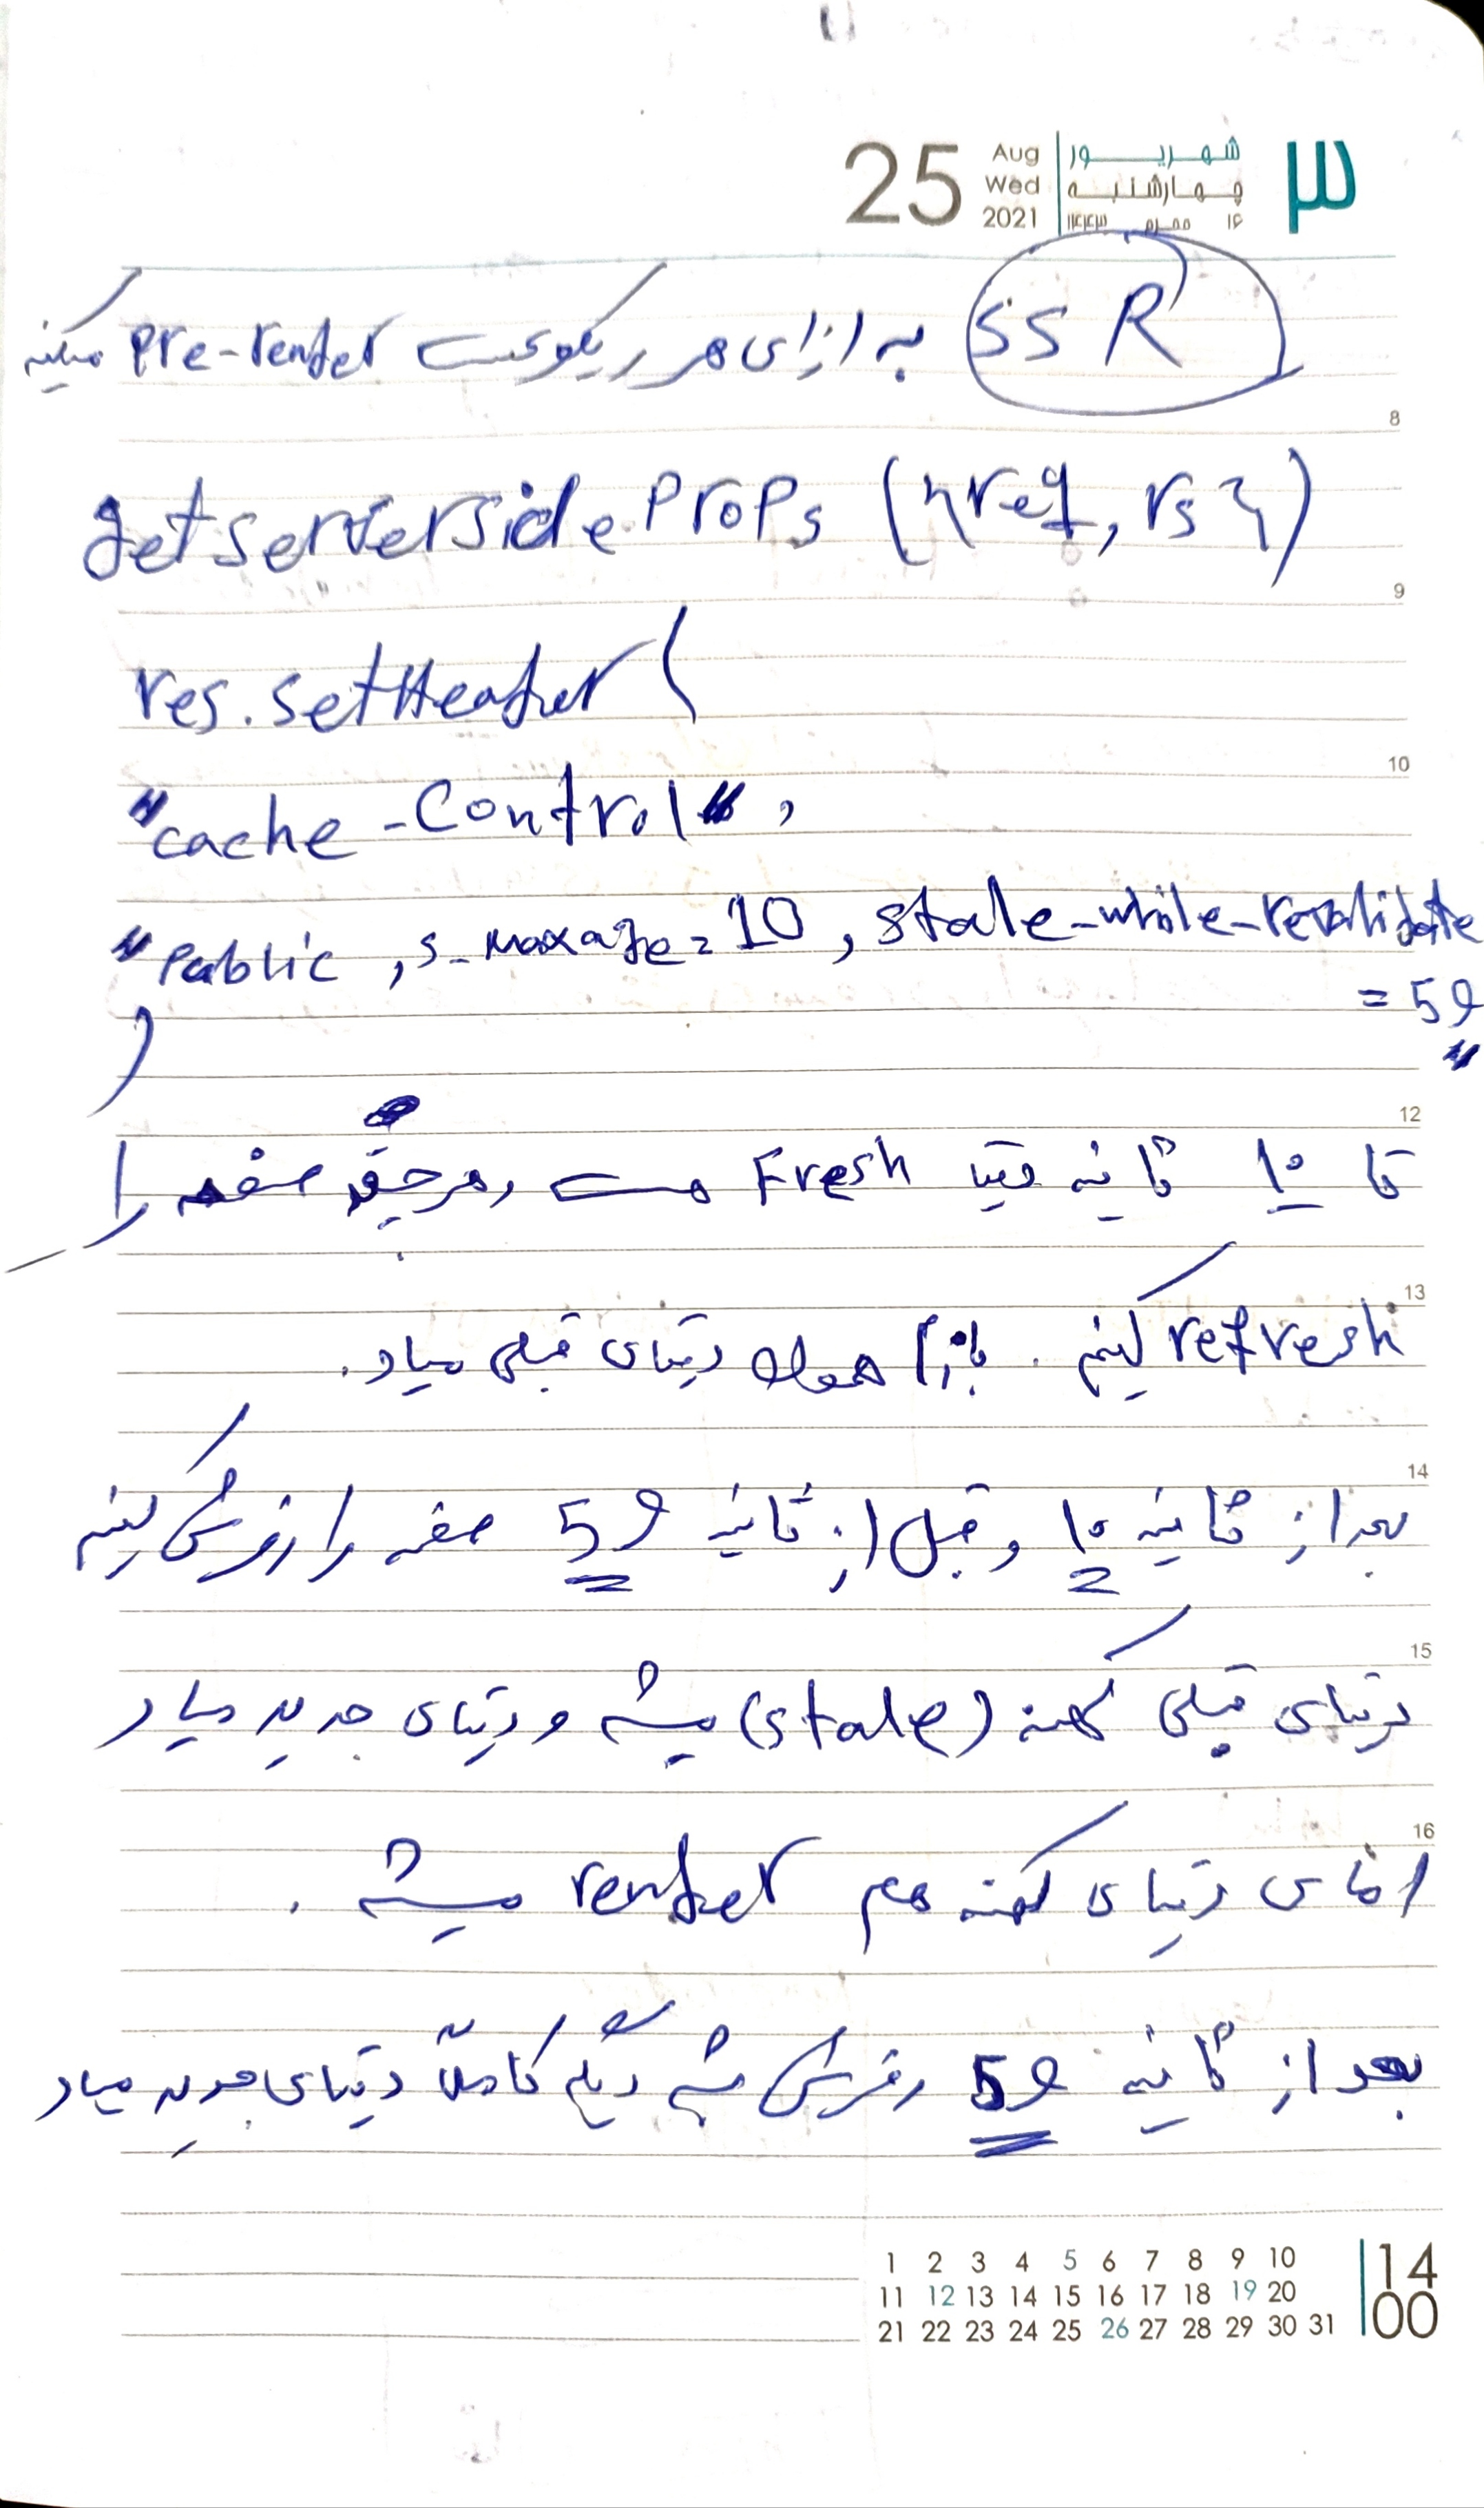 25 Aug Wed 2021 شهریور چهارشنبه ۱۶ محرم ۱۴۴۳ ۳
SSR به ازای هر ریکوئست Pre-render میکنه
8
getServerSideProps ({req, rs})
9
res.setHeader(
10
"cache-Control",
"Public, s-maxage=10, stale-while-revalidate
=59
"
)
12
تا ۱۰ ثانیه دیتا Fresh هست و هرچقدر صفحه را
13
refresh کنیم. بازم همون دیتای قبلی میاد.
14
بعد از ثانیه ۱۰ و قبل از ثانیه 59 صفحه را رفرش کنیم
15
دیتای قبلی کهنه (stale) میشه و دیتای جدید میاد
16
اما دیتای کهنه هم render میشه.
بعد از ثانیه 59 رفرش شه دیگه کاملاً دیتای جدید میاد
1 2 3 4 5 6 7 8 9 10
11 12 13 14 15 16 17 18 19 20
21 22 23 24 25 26 27 28 29 30 31
1400